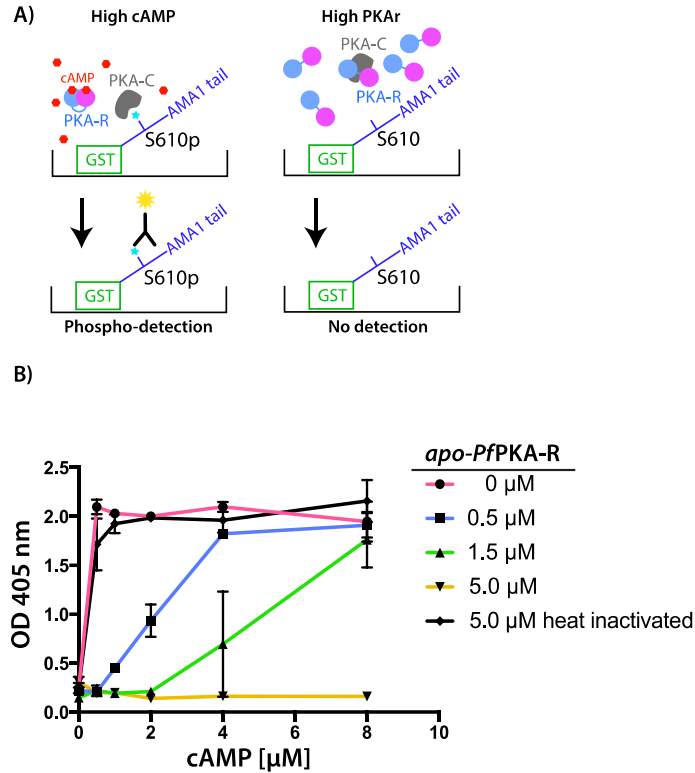 A)
High cAMP
High PKAr
cAMP
PKA-C
PKA-R
AMA1 tail
S610p
GST
PKA-C
PKA-R
AMA1 tail
S610
GST
AMA1 tail
S610p
GST
Phospho-detection
AMA1 tail
S610
GST
No detection
B)
OD 405 nm
2.5
2.0
1.5
1.0
0.5
0.0
0 2 4 6 8 10
cAMP [µM]
apo-PfPKA-R
0 µM
0.5 µM
1.5 µM
5.0 µM
5.0 µM heat inactivated